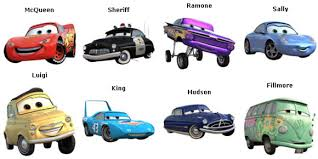 McQueen
Sheriff
Ramone
Sally
Luigi
King
Hudson
Fillmore